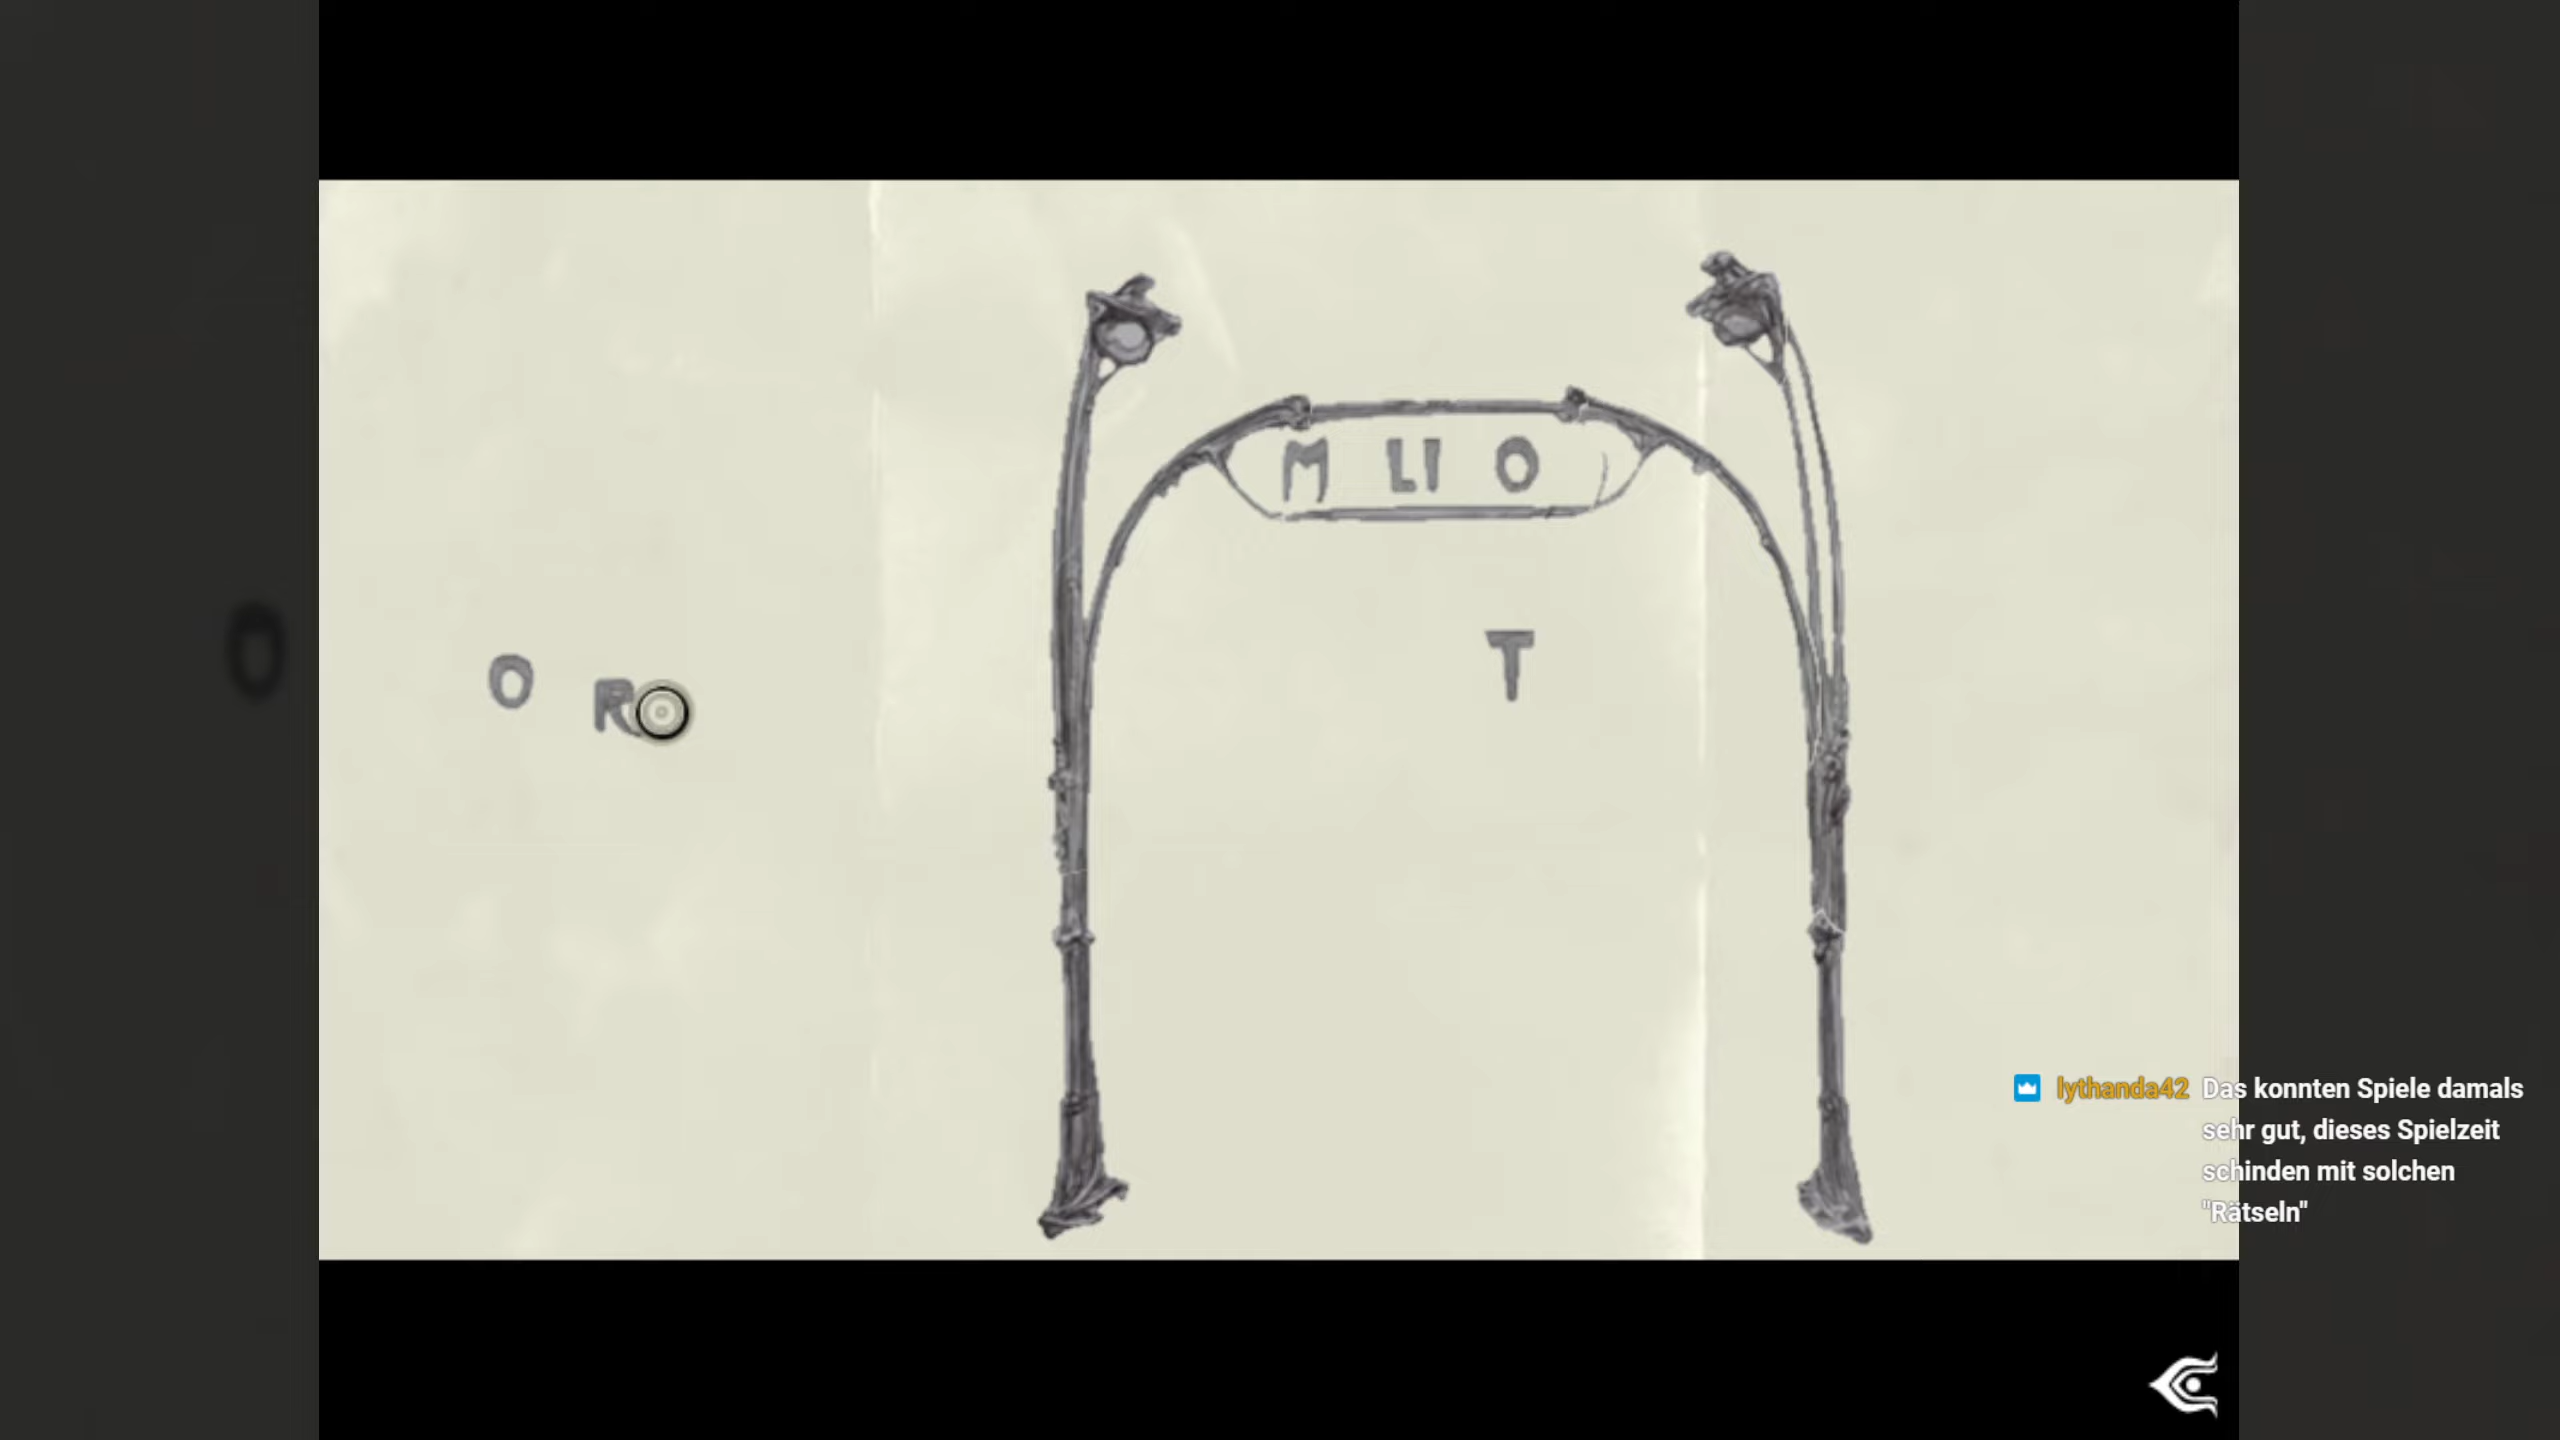 M LI O
T
O R
lythanda42 Das konnten Spiele damals
sehr gut, dieses Spielzeit
schinden mit solchen
"Rätseln"